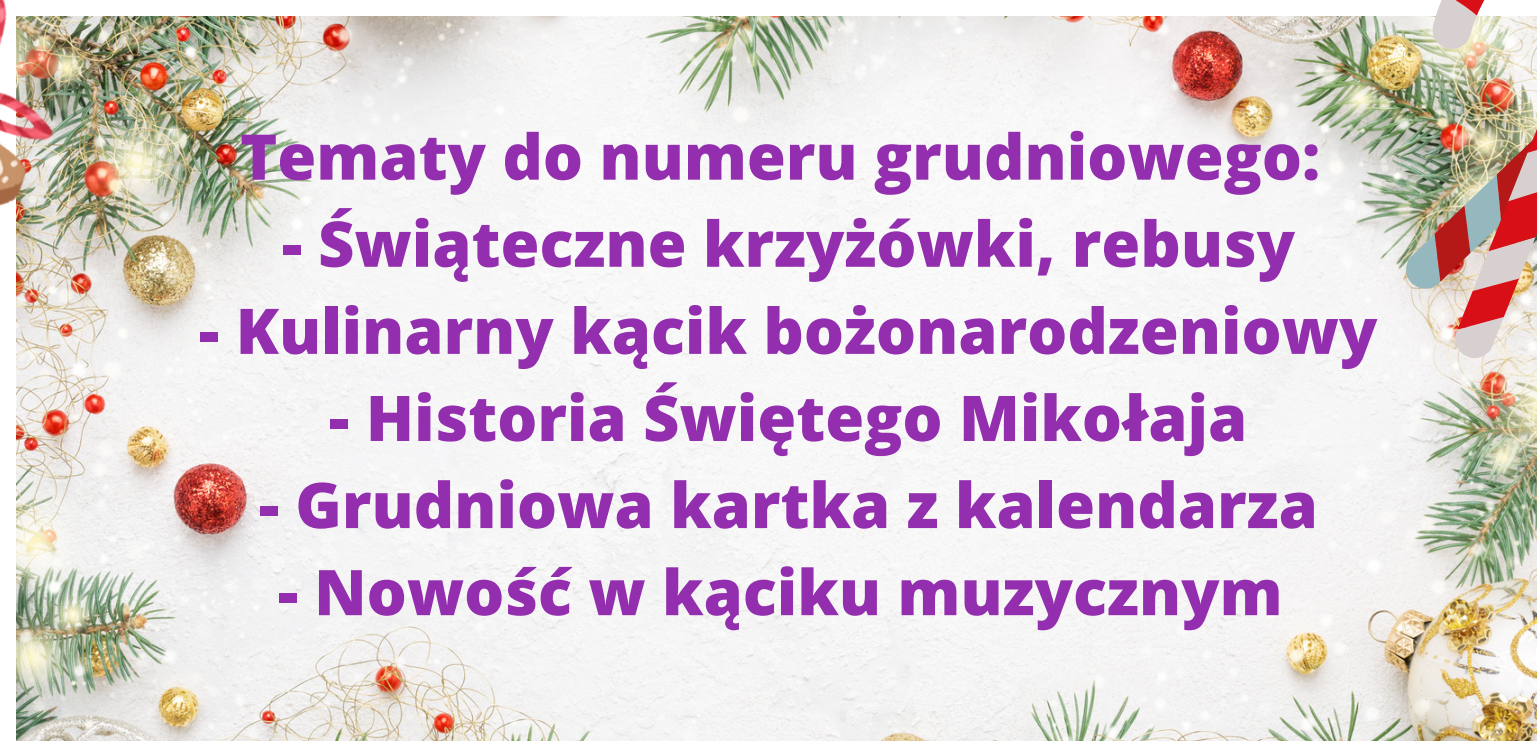 Tematy do numeru grudniowego:
- Świąteczne krzyżówki, rebusy
- Kulinarny kącik bożonarodzeniowy
- Historia Świętego Mikołaja
- Grudniowa kartka z kalendarza
- Nowość w kąciku muzycznym